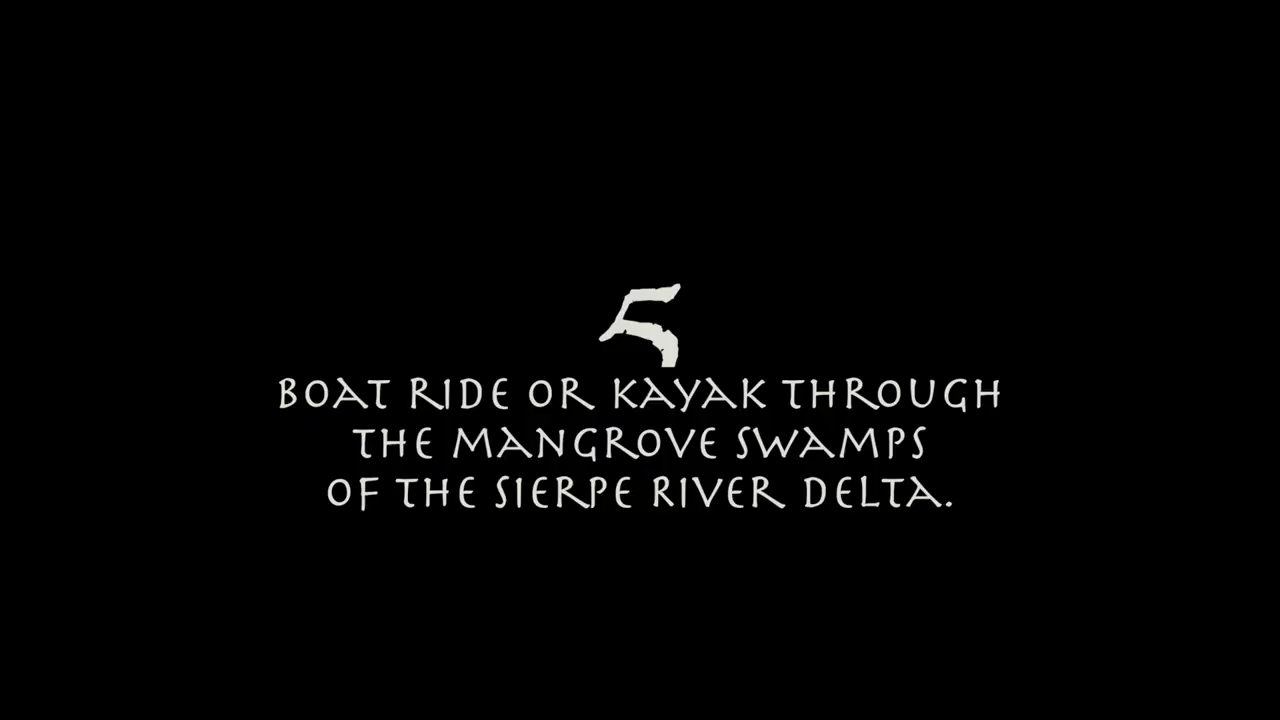 5
BOAT RIDE OR KAYAK THROUGH
THE MANGROVE SWAMPS
OF THE SIERPE RIVER DELTA.